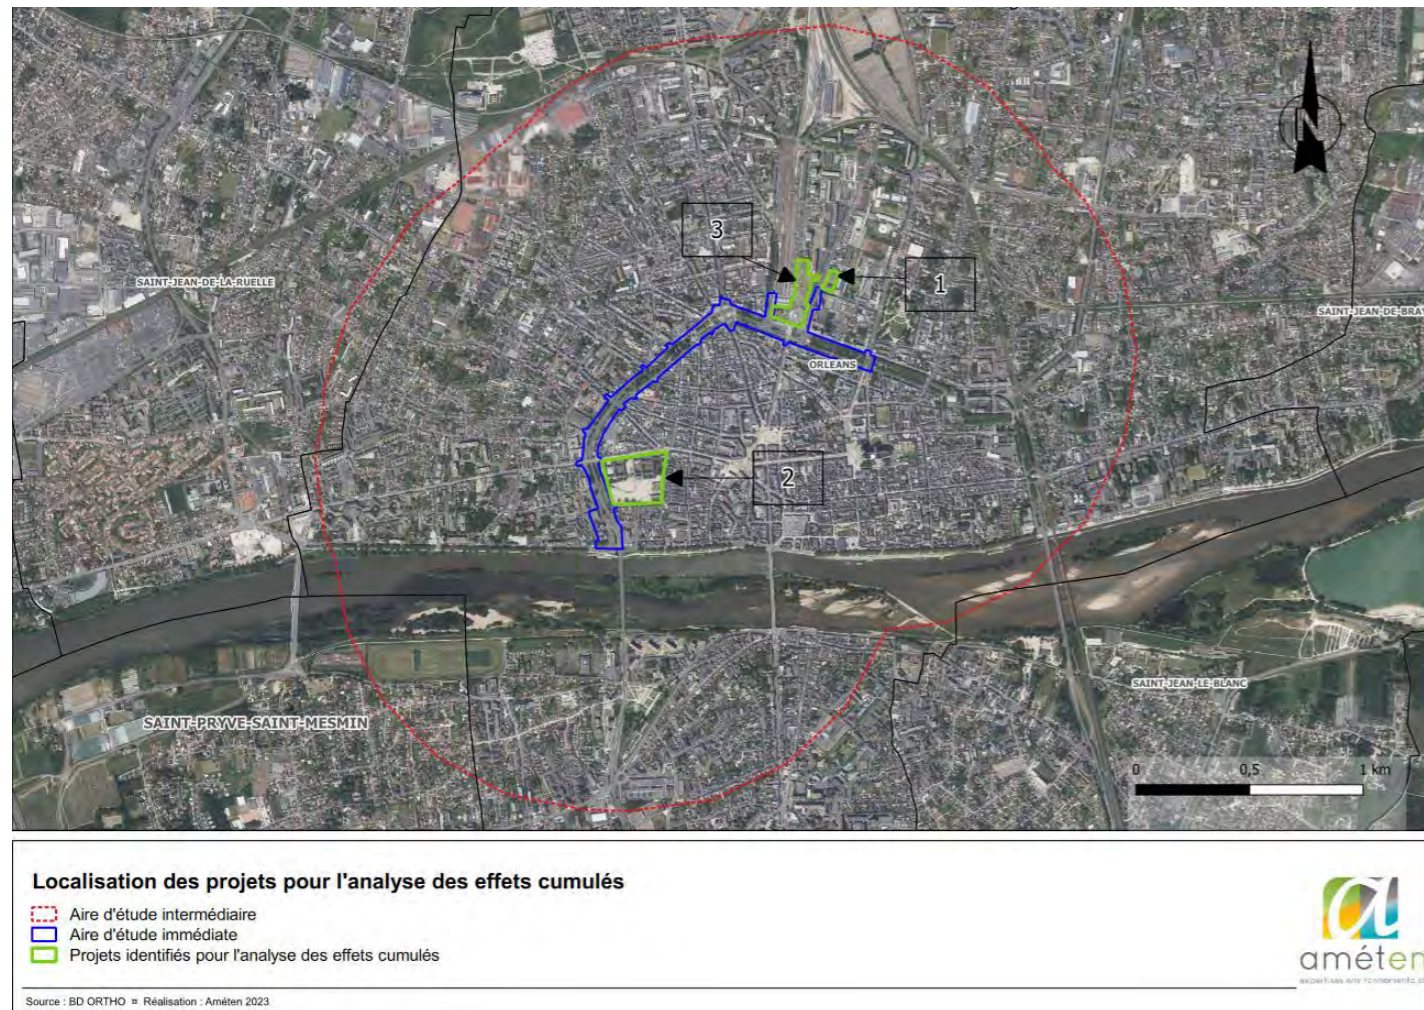 N
3
1
SAINT-JEAN-DE-LA-RUELLE
SAINT-JEAN-DE-BRAY
ORLEANS
2
SAINT-JEAN-LE-BLANC
SAINT-PRYVE-SAINT-MESMIN
0 0,5 1 km
Localisation des projets pour l'analyse des effets cumulés
Aire d'étude intermédiaire
Aire d'étude immédiate
Projets identifiés pour l'analyse des effets cumulés
a
améten
Source : BD ORTHO ¤ Réalisation : Améten 2023